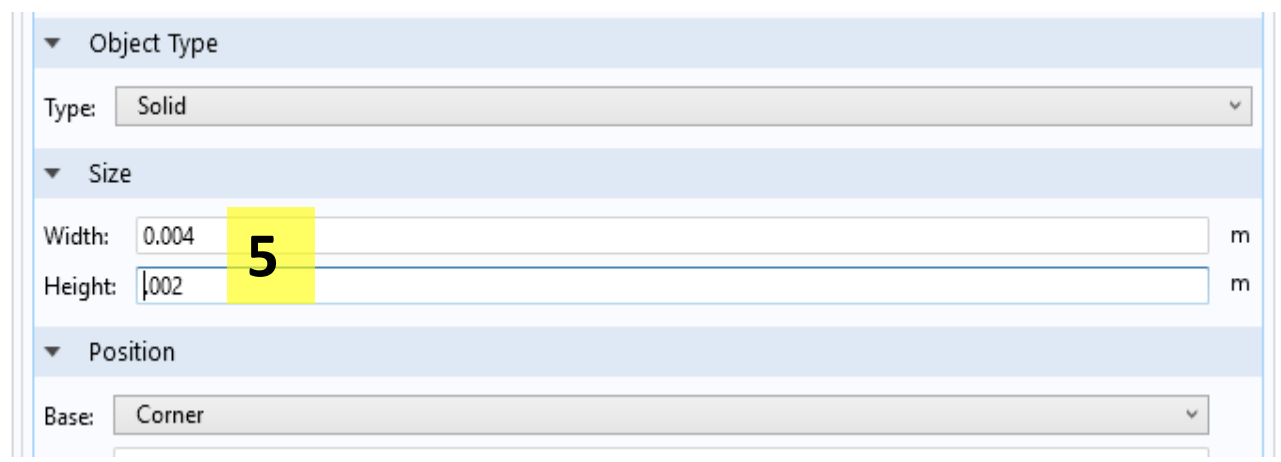 Object Type
Type: Solid
Size
Width: 0.004 m
5
Height: .002 m
Position
Base: Corner